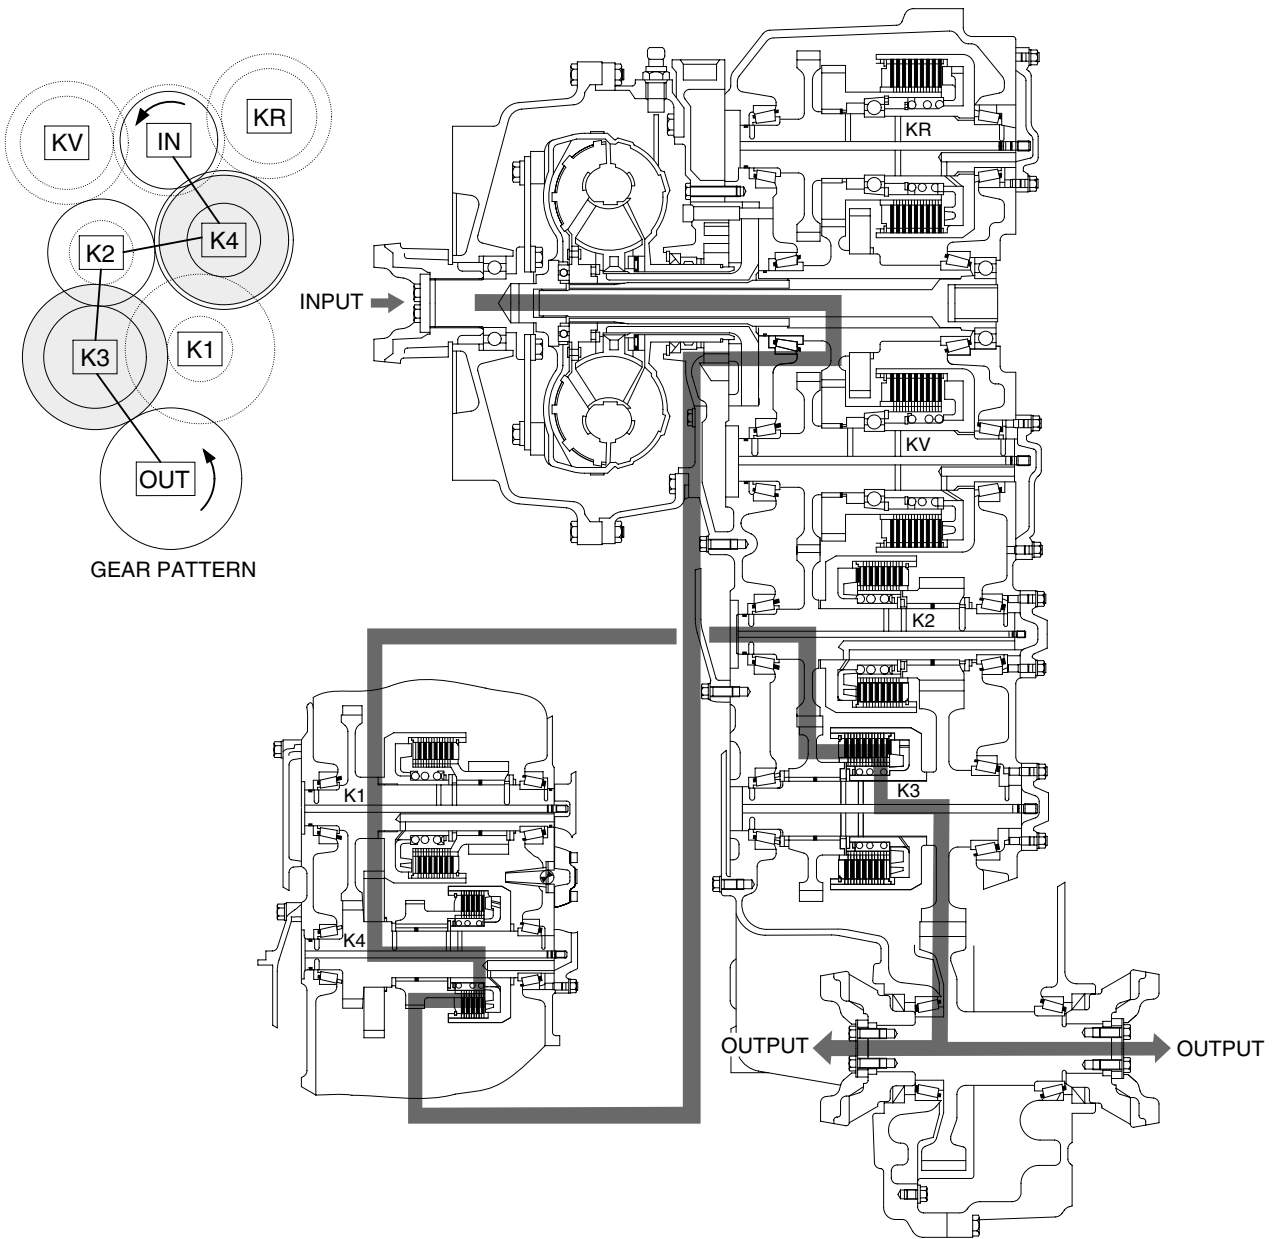 KV
IN
KR
K2
K4
K3
K1
OUT
GEAR PATTERN
INPUT
KR
KV
K2
K3
K1
K4
OUTPUT
OUTPUT